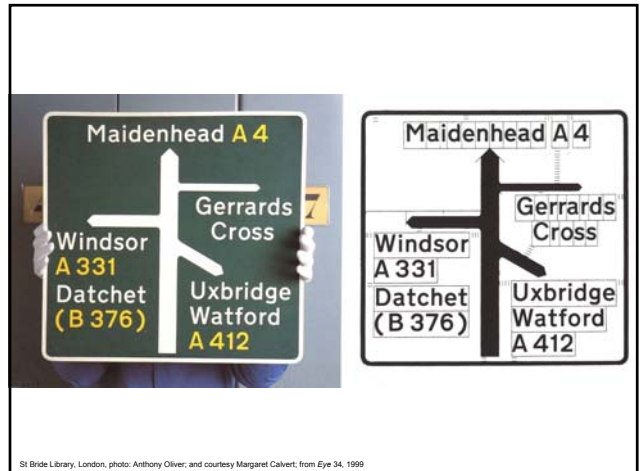 Maidenhead A 4
Gerrards
Cross
Windsor
A 331
Datchet
(B 376)
Uxbridge
Watford
A 412
Maidenhead A 4
Gerrards
Cross
Windsor
A 331
Datchet
(B 376)
Uxbridge
Watford
A 412
St Bride Library, London, photo: Anthony Oliver; and courtesy Margaret Calvert; from Eye 34, 1999